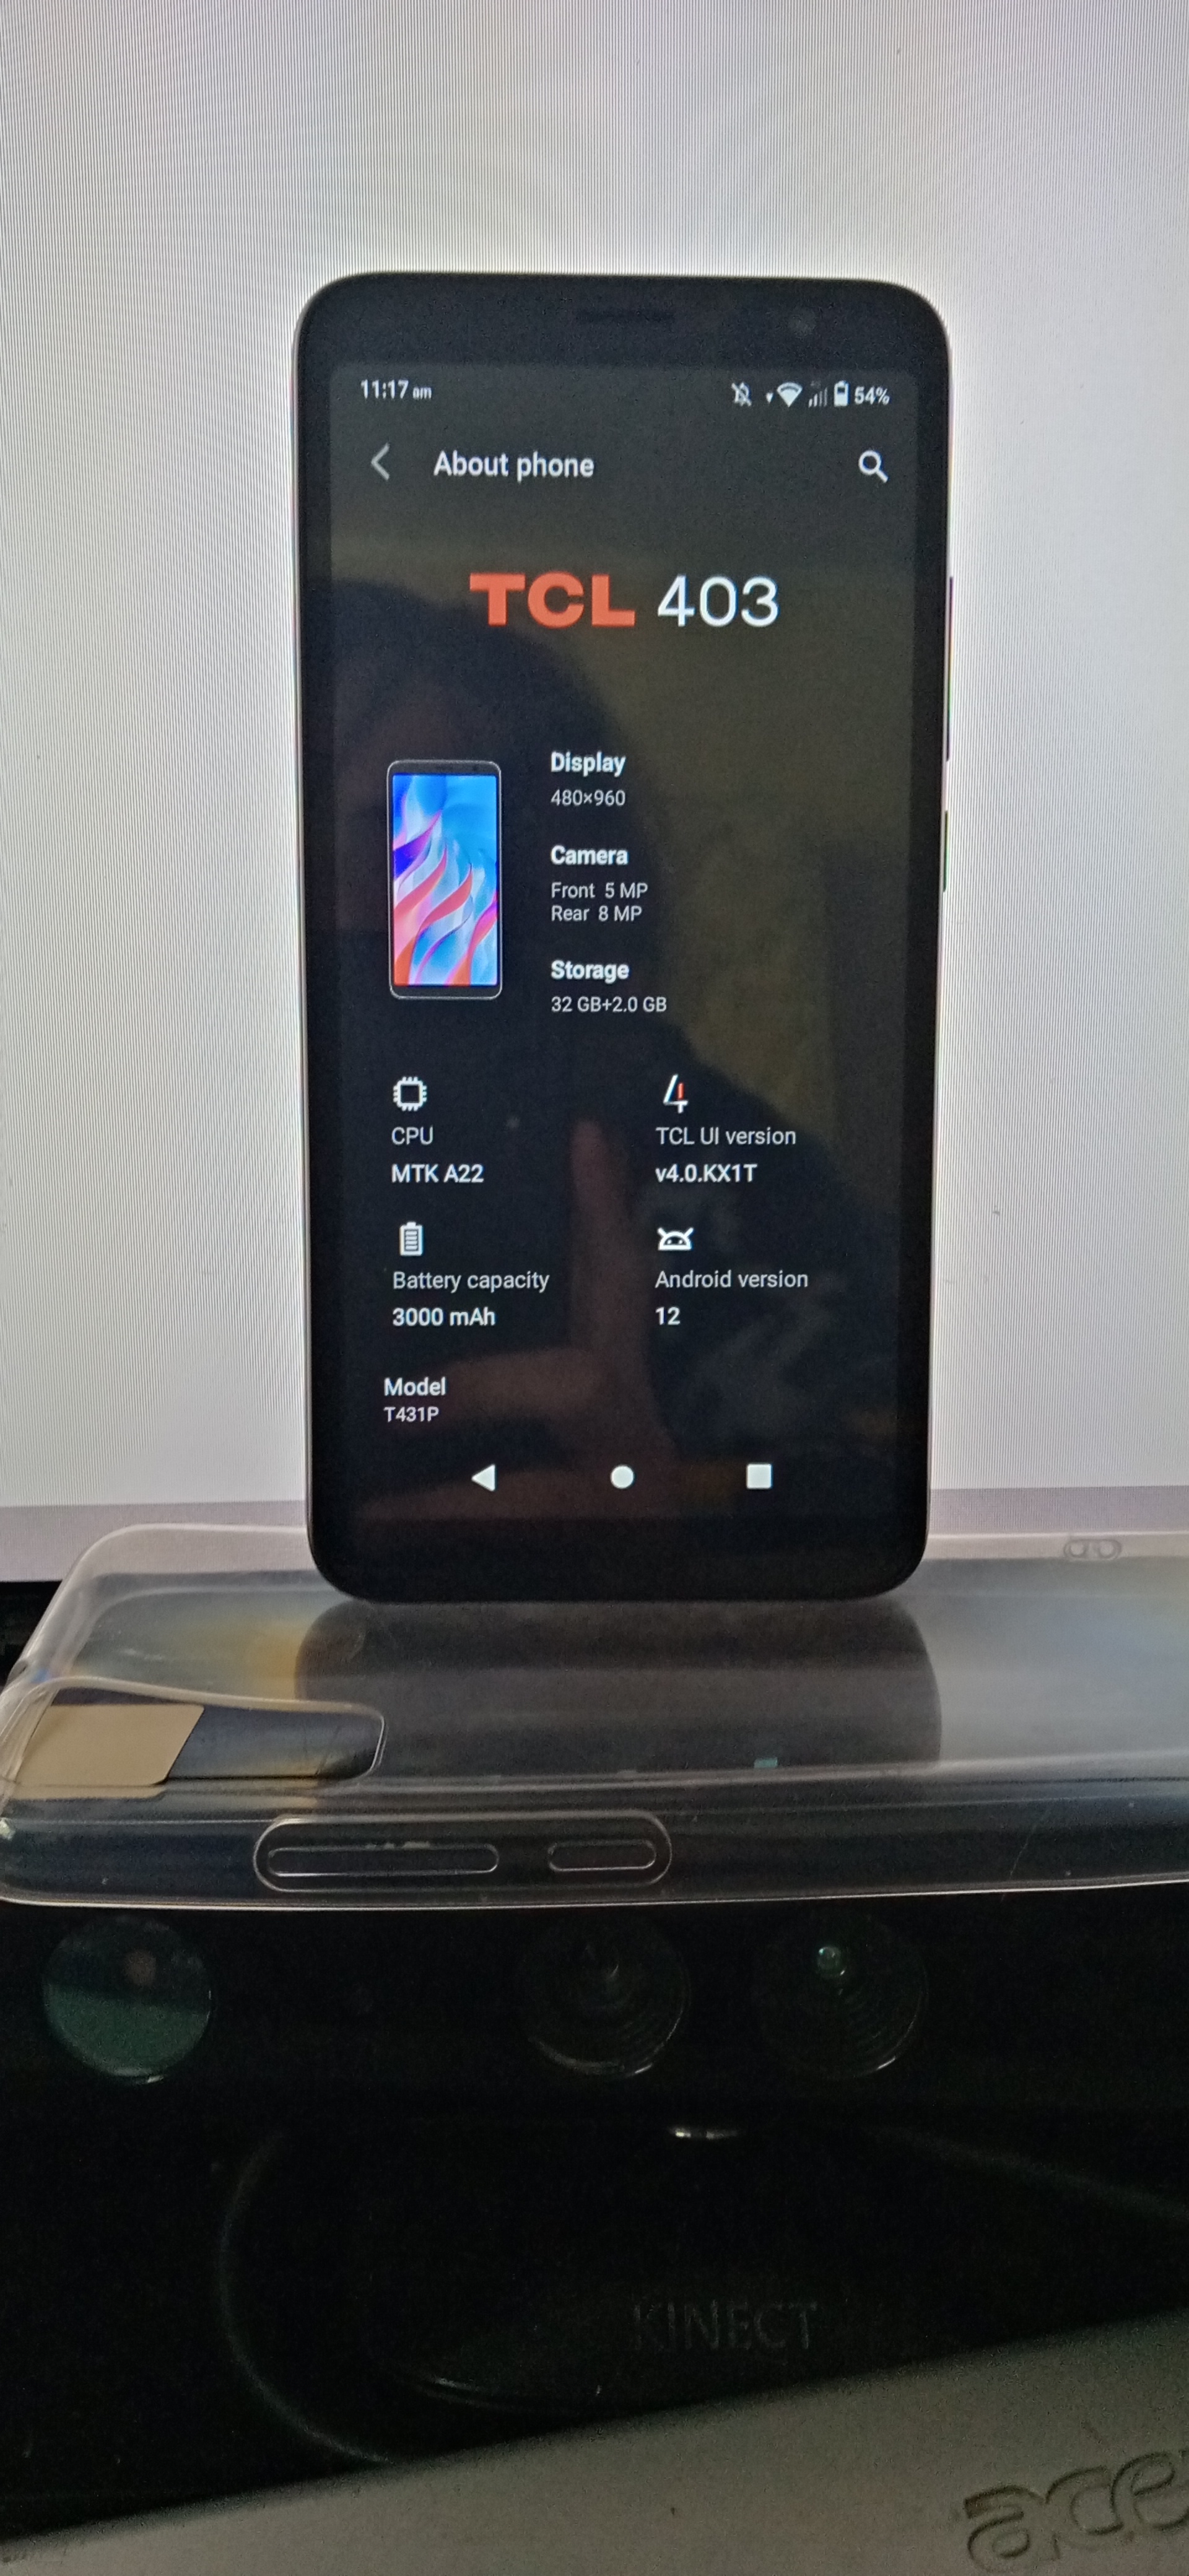 11:17 am 54%
About phone
TCL 403
Display
480×960
Camera
Front 5 MP
Rear 8 MP
Storage
32 GB+2.0 GB
CPU
MTK A22
TCL UI version
v4.0.KX1T
Battery capacity
3000 mAh
Android version
12
Model
T431P
KINECT
ace